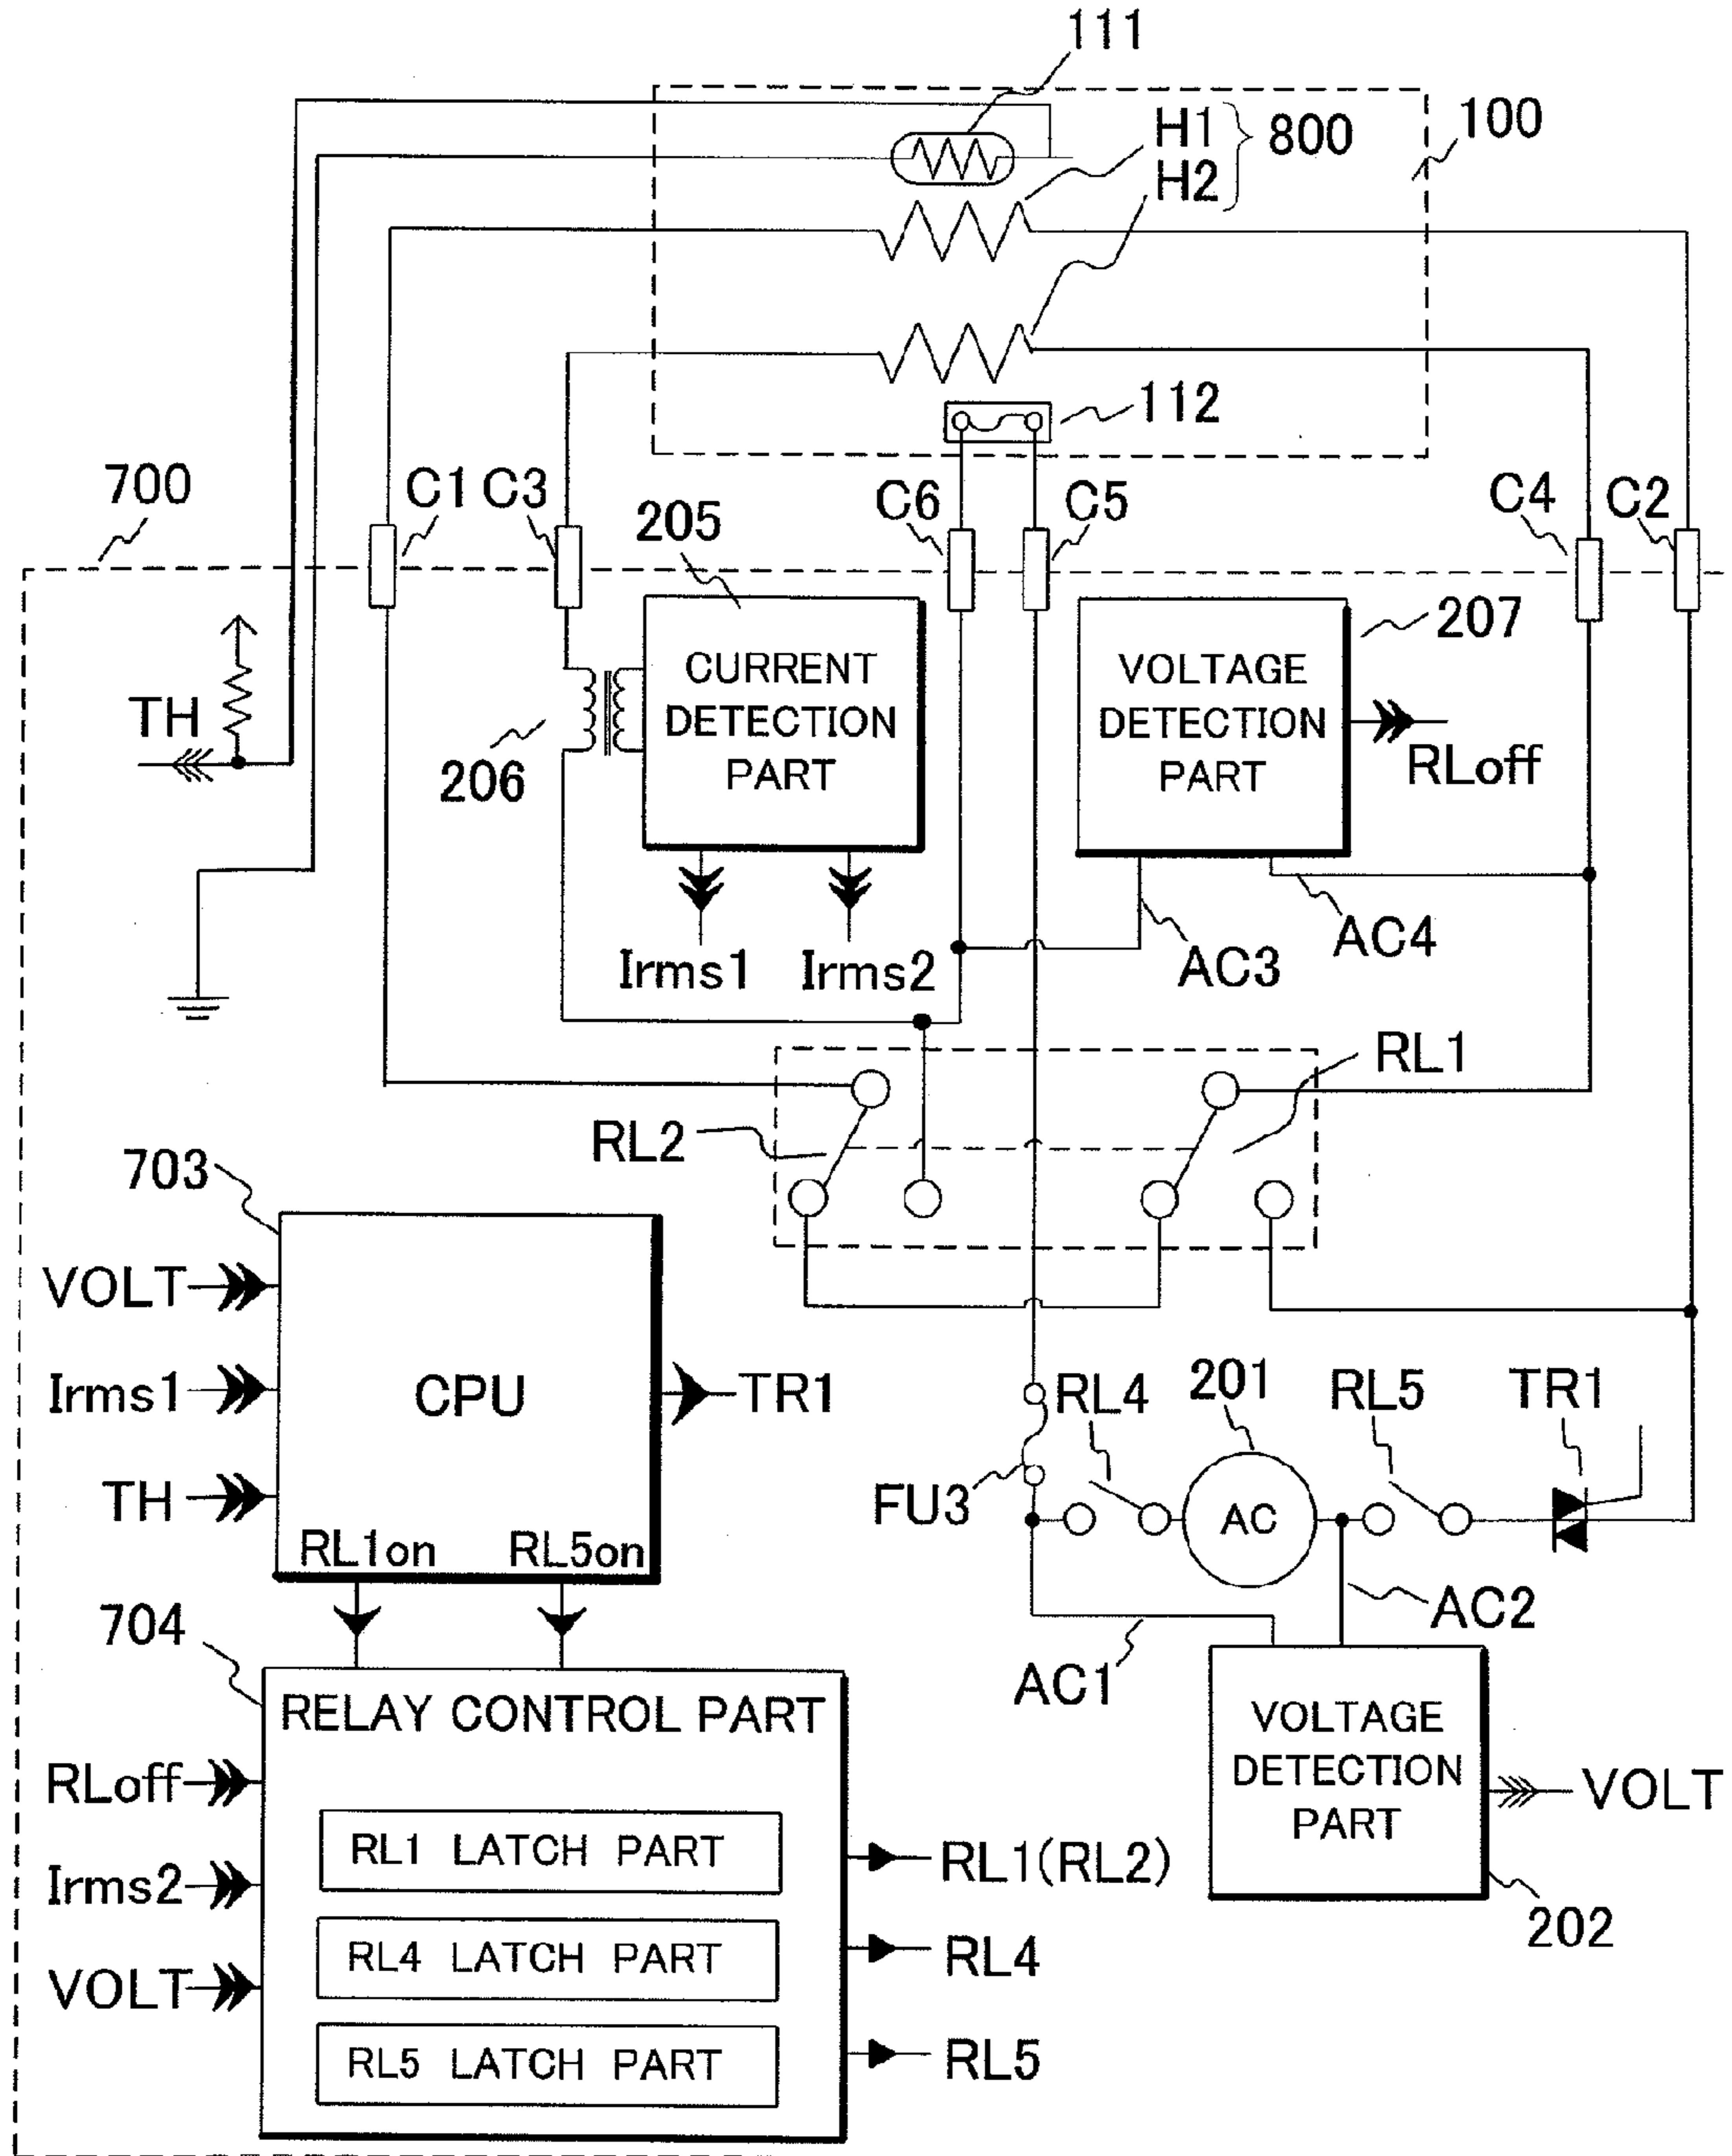 111
H1
H2
800
100
112
700
C1
C3
C6
C5
C4
C2
205
CURRENT
DETECTION
PART
207
VOLTAGE
DETECTION
PART
RLoff
TH
206
Irms1
Irms2
AC3
AC4
RL1
RL2
703
VOLT
Irms1
TH
CPU
TR1
RL1on
RL5on
FU3
RL4
201
AC
RL5
TR1
AC1
AC2
VOLTAGE
DETECTION
PART
VOLT
202
704
RELAY CONTROL PART
RLoff
Irms2
VOLT
RL1 LATCH PART
RL4 LATCH PART
RL5 LATCH PART
RL1(RL2)
RL4
RL5